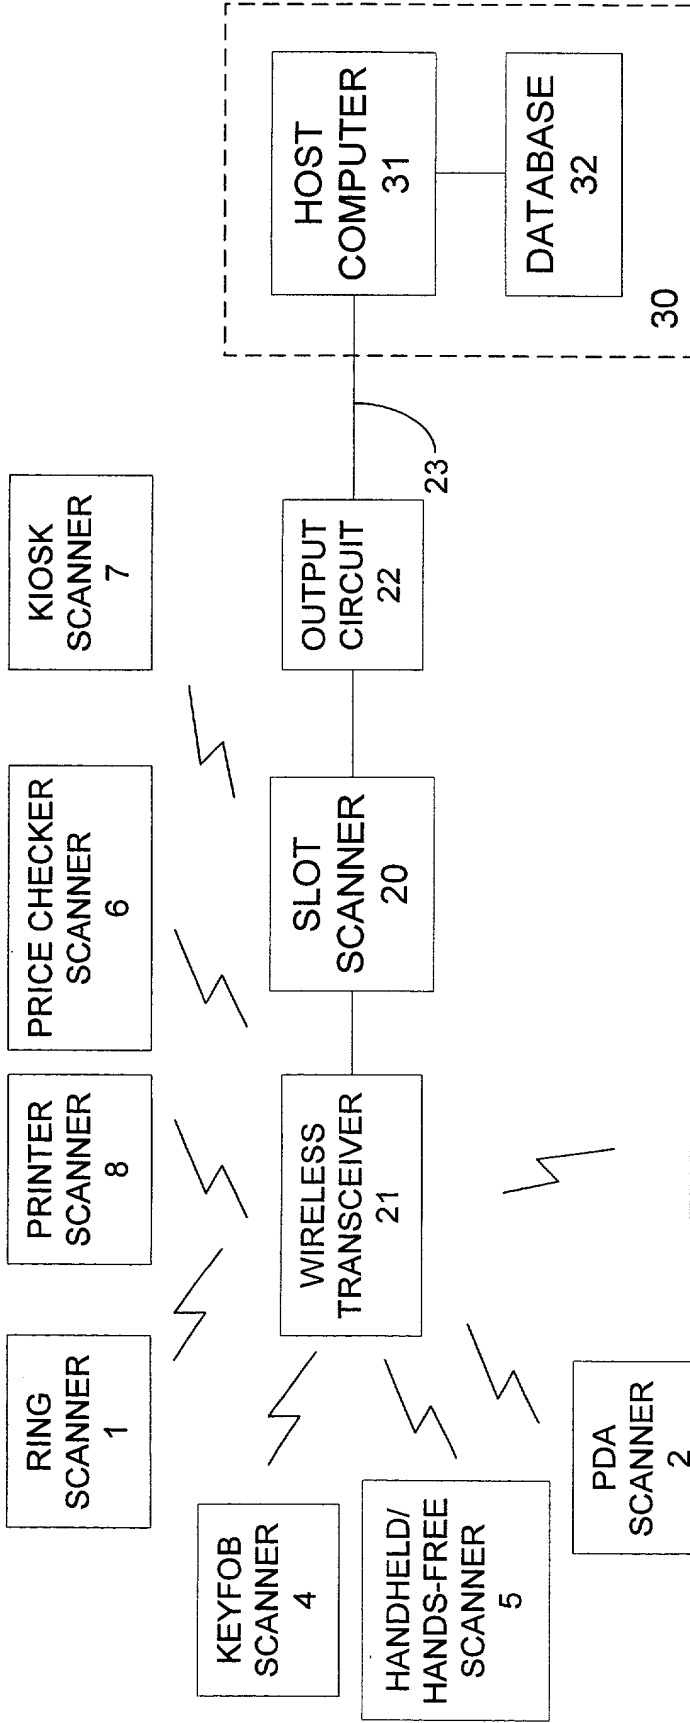 RING
SCANNER
1
PRINTER
SCANNER
8
PRICE CHECKER
SCANNER
6
KIOSK
SCANNER
7
KEYFOB
SCANNER
4
HANDHELD/
HANDS-FREE
SCANNER
5
PDA
SCANNER
2
WIRELESS
TRANSCEIVER
21
SLOT
SCANNER
20
OUTPUT
CIRCUIT
22
23
HOST
COMPUTER
31
DATABASE
32
30